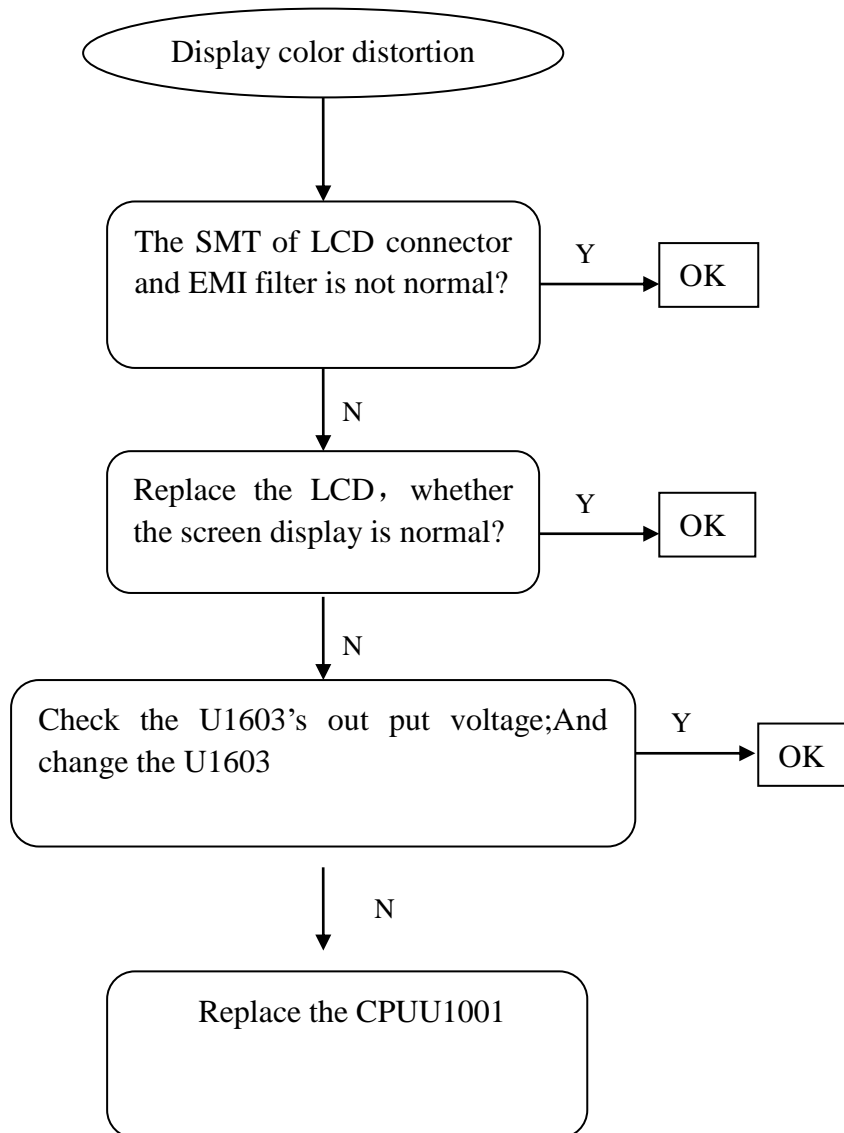 Display color distortion
The SMT of LCD connector
and EMI filter is not normal?
Y
OK
N
Replace the LCD，whether
the screen display is normal?
Y
OK
N
Check the U1603’s out put voltage;And
change the U1603
Y
OK
N
Replace the CPUU1001